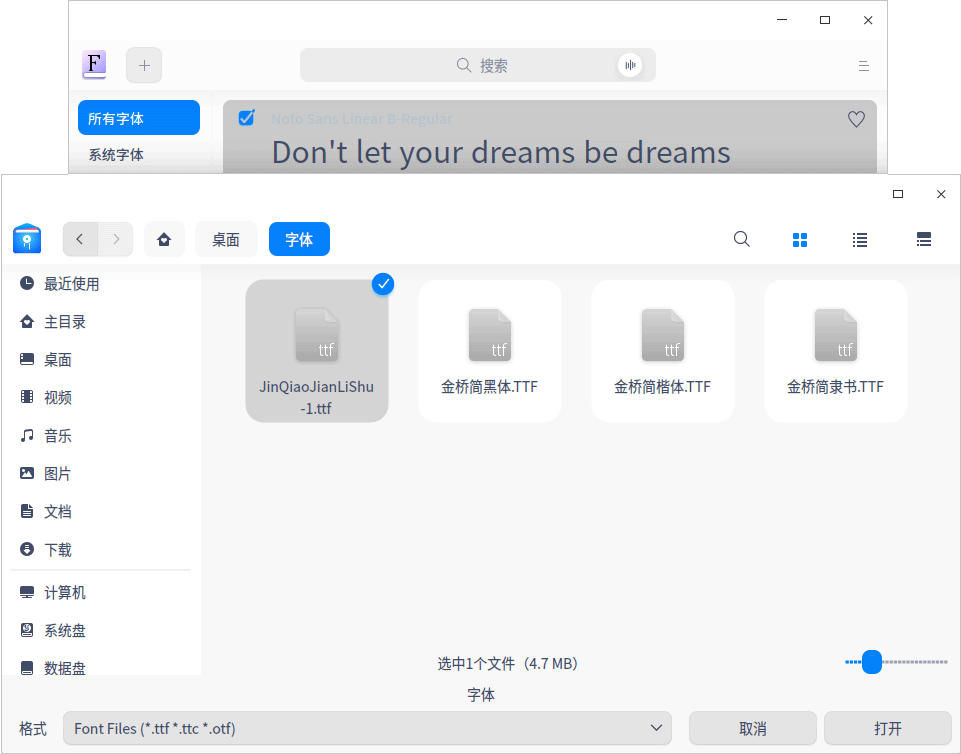 F
搜索
所有字体
Noto Sans Linear B-Regular
系统字体
Don't let your dreams be dreams
桌面
字体
最近使用
主目录
桌面
视频
音乐
图片
文档
下载
计算机
系统盘
数据盘
ttf
JinQiaoJianLiShu
-1.ttf
ttf
金桥简黑体.TTF
ttf
金桥简楷体.TTF
ttf
金桥简隶书.TTF
选中1个文件（4.7 MB）
字体
格式
Font Files (*.ttf *.ttc *.otf)
取消
打开